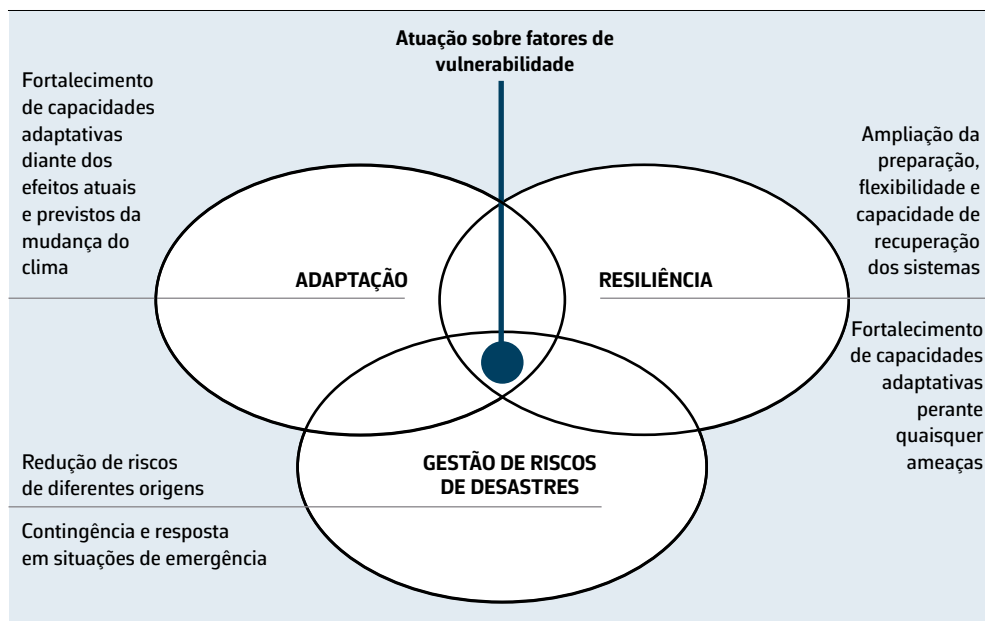 Atuação sobre fatores de
vulnerabilidade
Fortalecimento
de capacidades
adaptativas
diante dos
efeitos atuais
e previstos da
mudança do
clima
ADAPTAÇÃO
RESILIÊNCIA
Ampliação da
preparação,
flexibilidade e
capacidade de
recuperação
dos sistemas
Fortalecimento
de capacidades
adaptativas
perante
quaisquer
ameaças
GESTÃO DE RISCOS
DE DESASTRES
Redução de riscos
de diferentes origens
Contingência e resposta
em situações de emergência